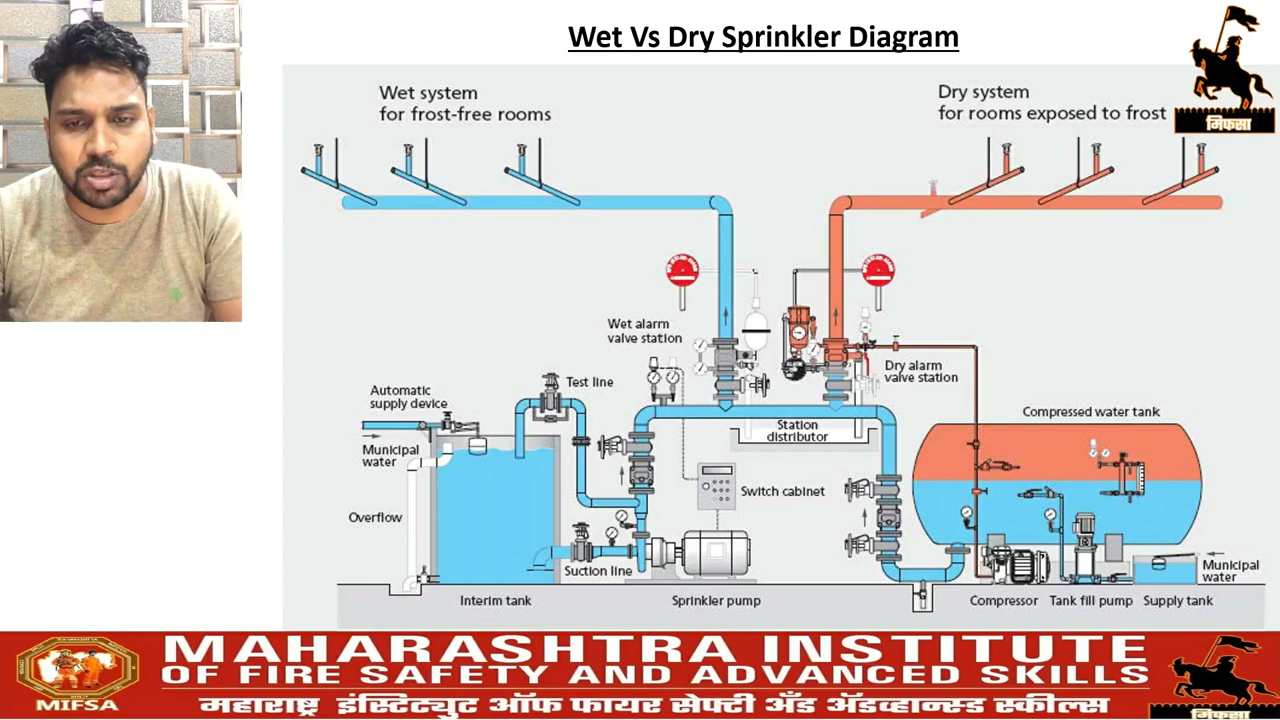 Wet Vs Dry Sprinkler Diagram
Wet system
for frost-free rooms
Dry system
for rooms exposed to frost
मिफसा
Wet alarm
valve station
Dry alarm
valve station
Automatic
supply device
Test line
Compressed water tank
Station
distributor
Municipal
water
Switch cabinet
Overflow
Suction line
Municipal
water
Interim tank
Sprinkler pump
Compressor
Tank fill pump
Supply tank
MAHARASHTRA INSTITUTE
OF FIRE SAFETY AND ADVANCED SKILLS
MIFSA
महाराष्ट्र इंस्टिट्युट ऑफ फायर सेफ्टी अँड ॲडव्हान्स्ड स्कील्स
मिफसा